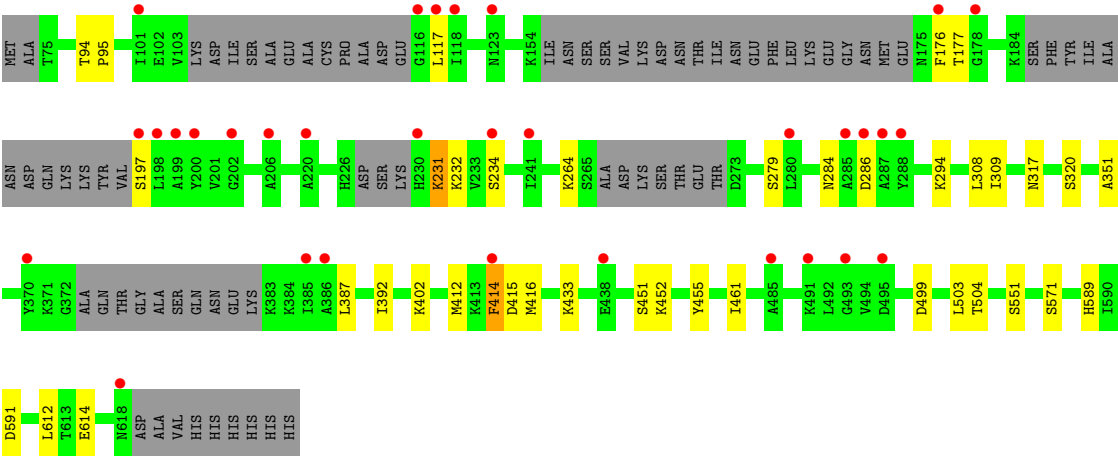 MET ALA T75 T94 P95 I101 E102 V103 LYS ASP ILE SER ALA GLU ALA CYS PRO ALA ASP GLU G116 L117 I118 N123 K154 ILE ASN SER SER VAL LYS ASP ASN THR ILE ASN GLU PHE LEU LYS GLU GLY ASN MET GLU N175 F176 T177 G178 K184 SER PHE TYR ILE ALA
ASN ASP GLN LYS LYS TYR VAL S197 L198 A199 Y200 V201 G202 A206 A220 H226 ASP SER LYS H230 K231 K232 V233 S234 I241 K264 S265 ALA ASP LYS SER THR GLU THR D273 S279 L280 N284 A285 D286 A287 Y288 K294 L308 I309 N317 S320 A351
Y370 K371 G372 ALA GLN THR GLY ALA SER GLN ASN GLU LYS K383 K384 I385 A386 L387 I392 K402 M412 K413 F414 D415 M416 K433 E438 S451 K452 Y455 I461 A485 K491 L492 G493 V494 D495 D499 L503 T504 S551 S571 H589 I590
D591 L612 T613 E614 N618 ASP ALA VAL HIS HIS HIS HIS HIS HIS